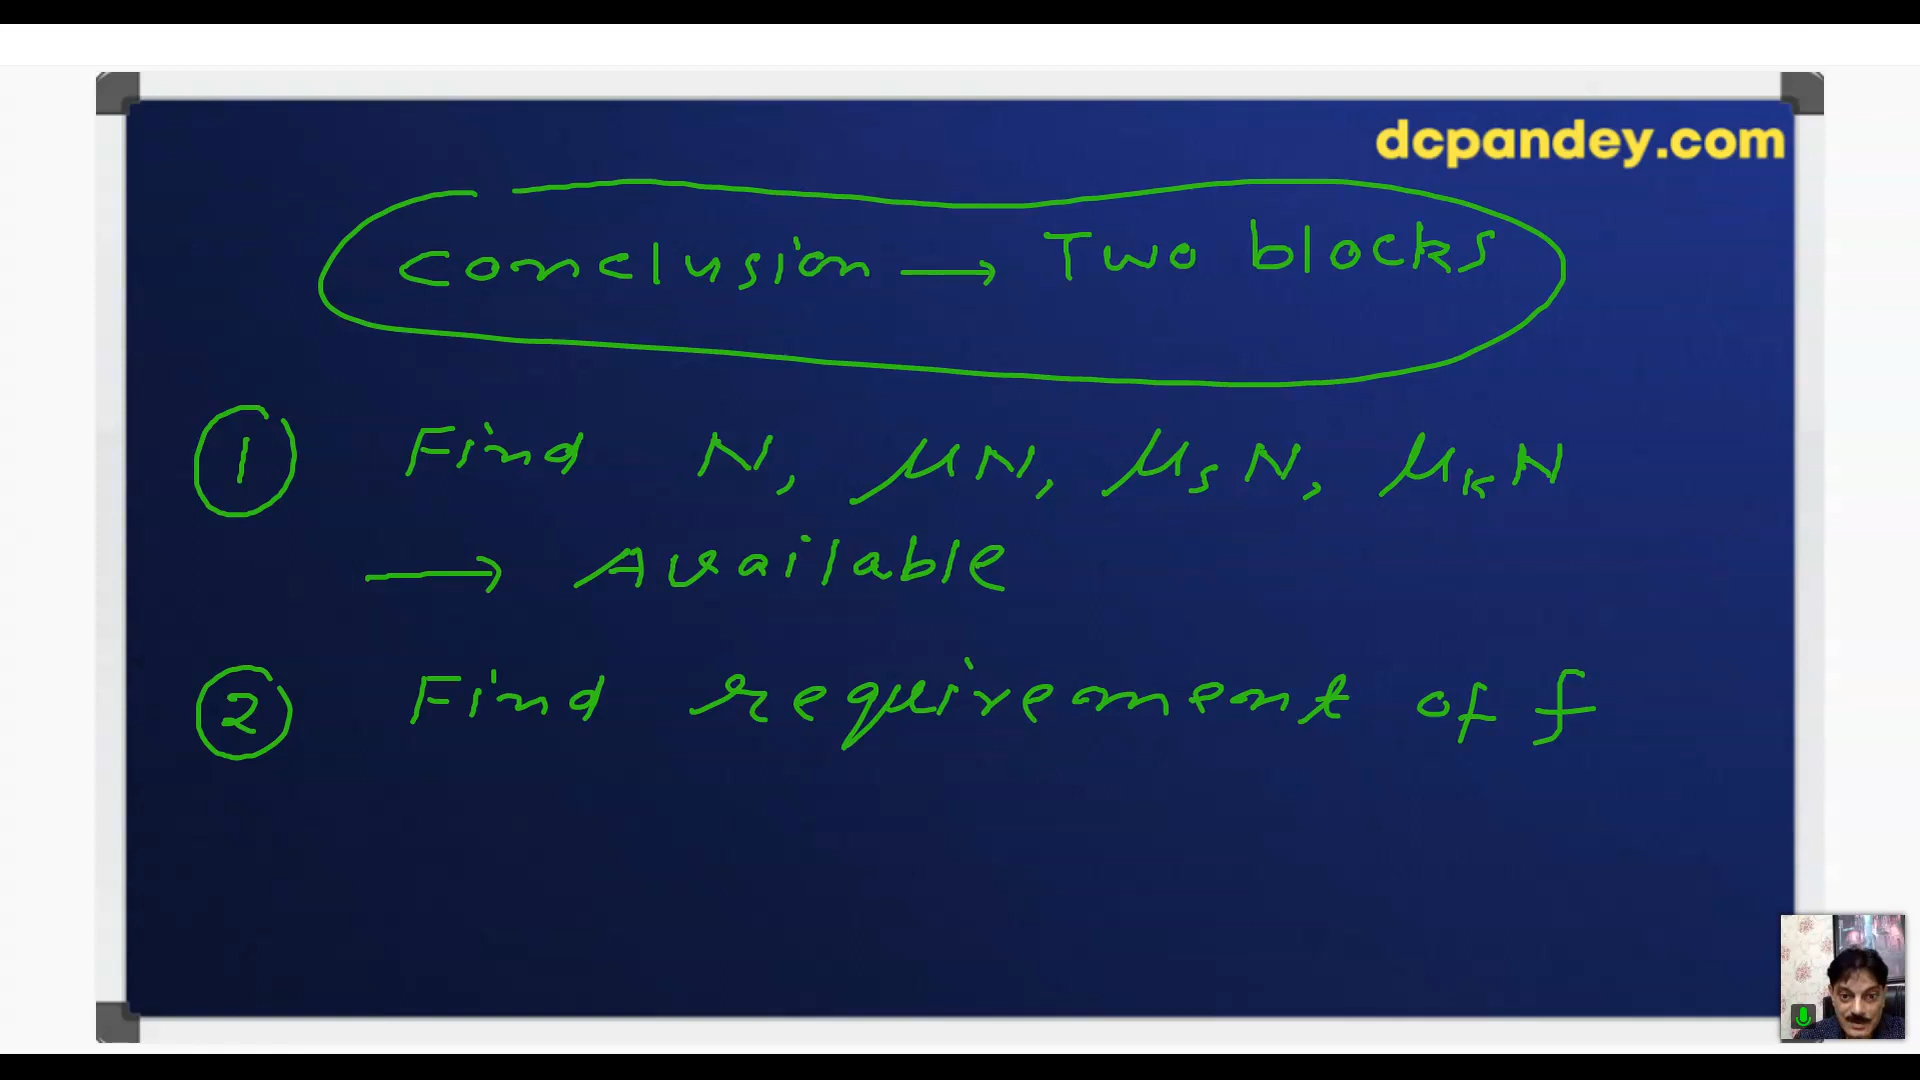 dcpandey.com
Conclusion → Two blocks
① Find N, μN, μₛN, μₖN
→ Available
② Find requirement of f